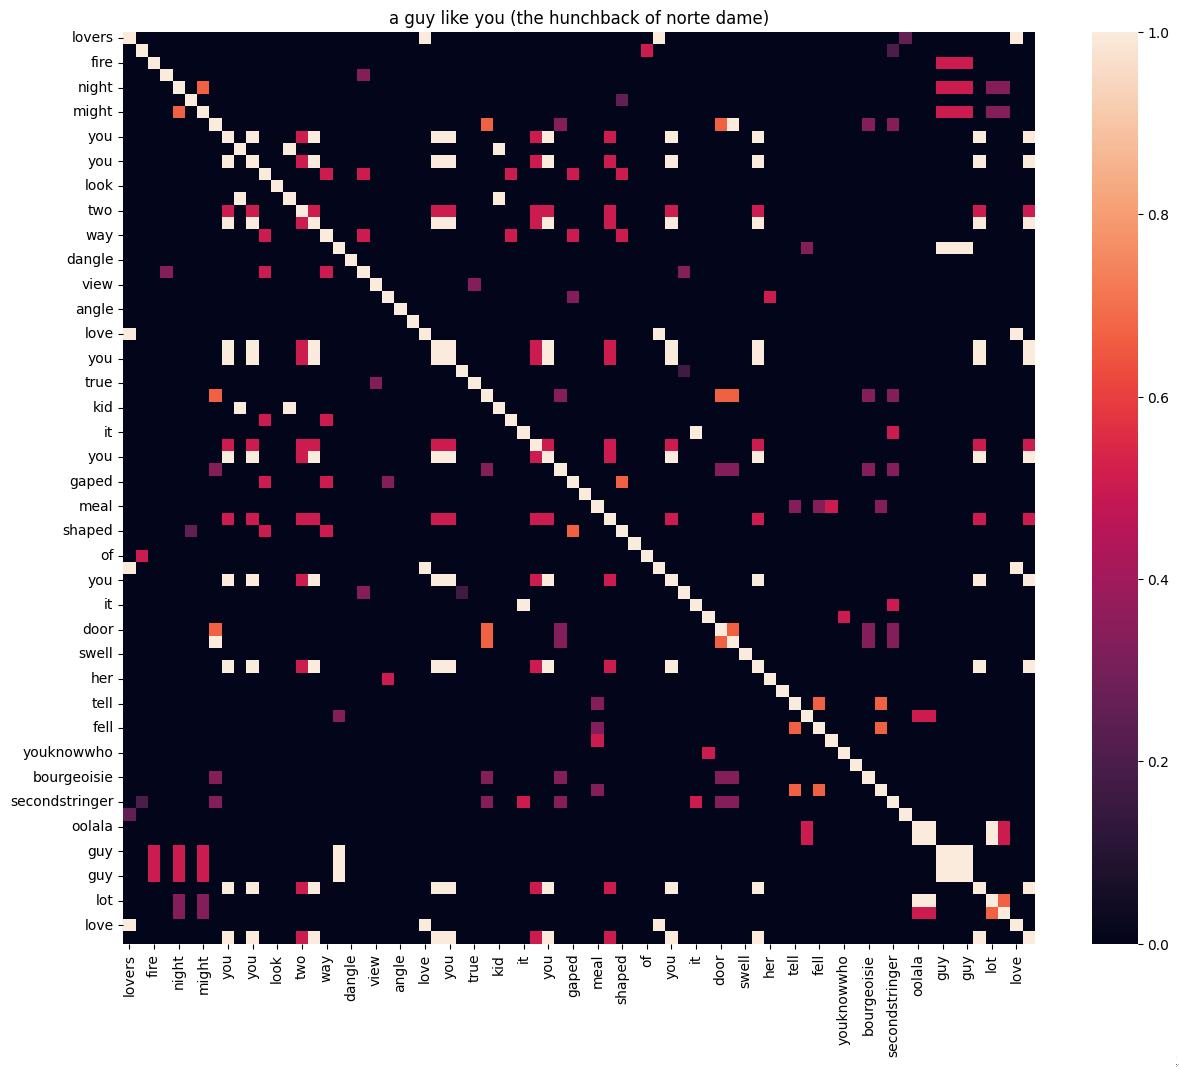 a guy like you (the hunchback of norte dame)
lovers
fire
night
might
you
you
look
two
way
dangle
view
angle
love
you
true
kid
it
you
gaped
meal
shaped
of
you
it
door
swell
her
tell
fell
youknowwho
bourgeoisie
secondstringer
oolala
guy
guy
lot
love
1.0
0.8
0.6
0.4
0.2
0.0
lovers
fire
night
might
you
you
look
two
way
dangle
view
angle
love
you
true
kid
it
you
gaped
meal
shaped
of
you
it
door
swell
her
tell
fell
youknowwho
bourgeoisie
secondstringer
oolala
guy
guy
lot
love